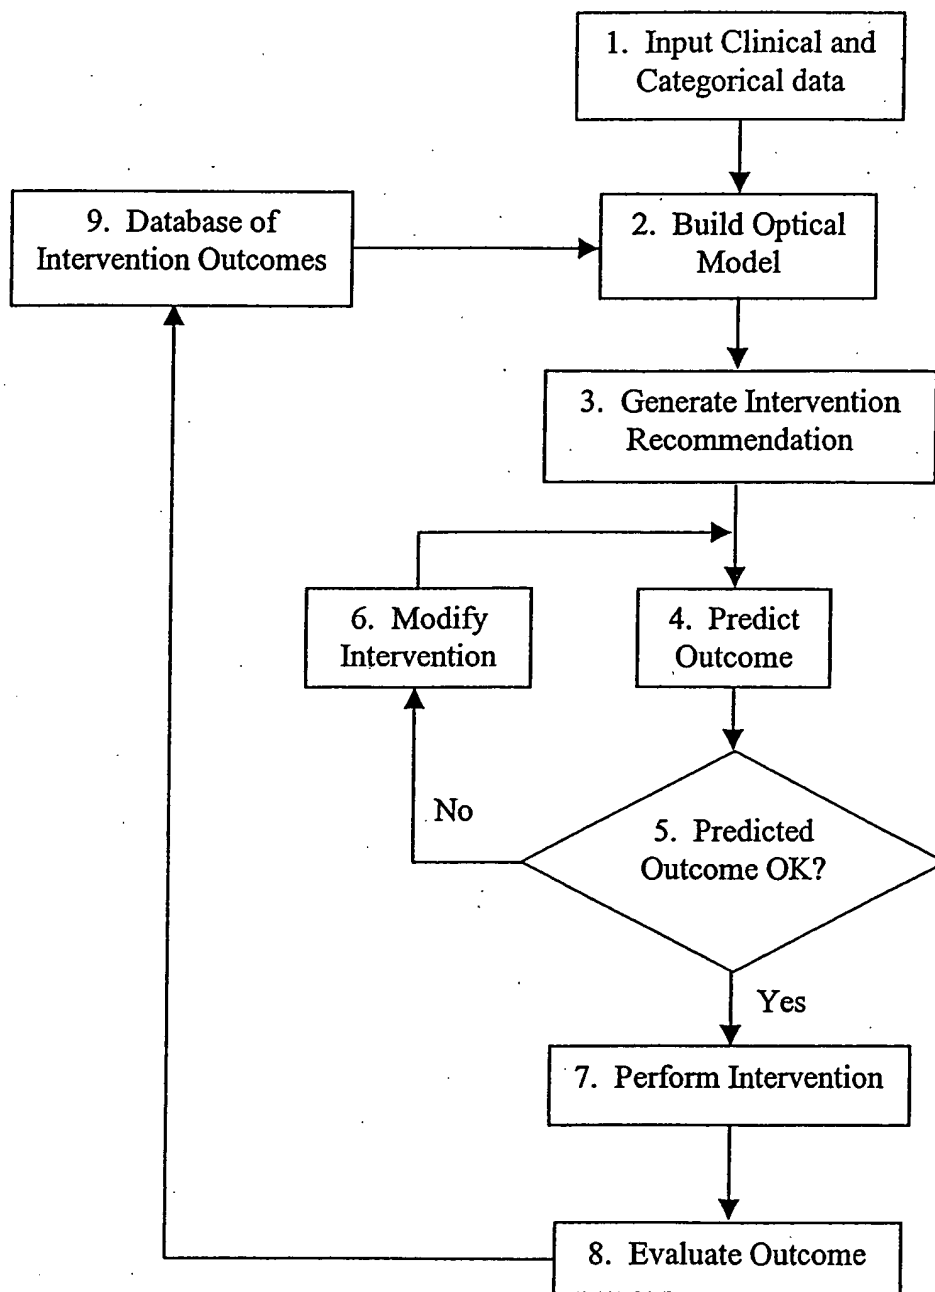 1. Input Clinical and
Categorical data
9. Database of
Intervention Outcomes
2. Build Optical
Model
3. Generate Intervention
Recommendation
6. Modify
Intervention
4. Predict
Outcome
No
5. Predicted
Outcome OK?
Yes
7. Perform Intervention
8. Evaluate Outcome